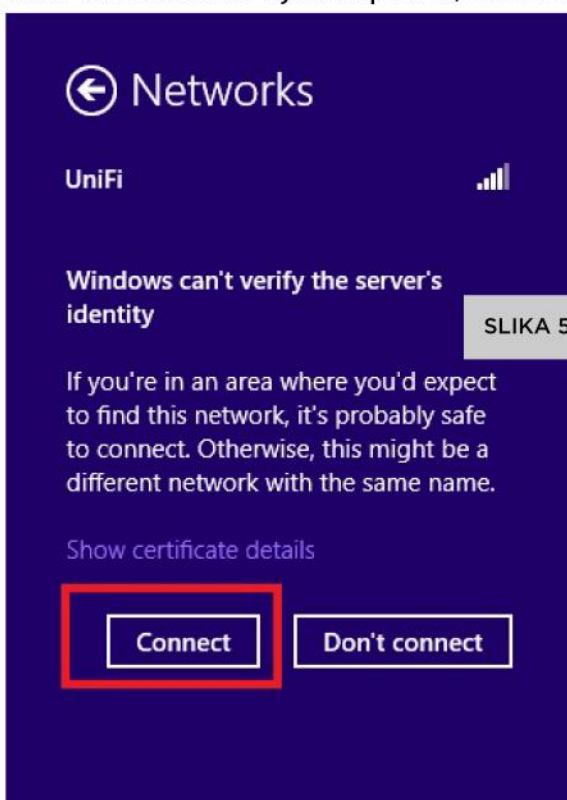 Networks
UniFi
Windows can't verify the server's
identity
SLIKA 5
If you're in an area where you'd expect
to find this network, it's probably safe
to connect. Otherwise, this might be a
different network with the same name.
Show certificate details
Connect
Don't connect